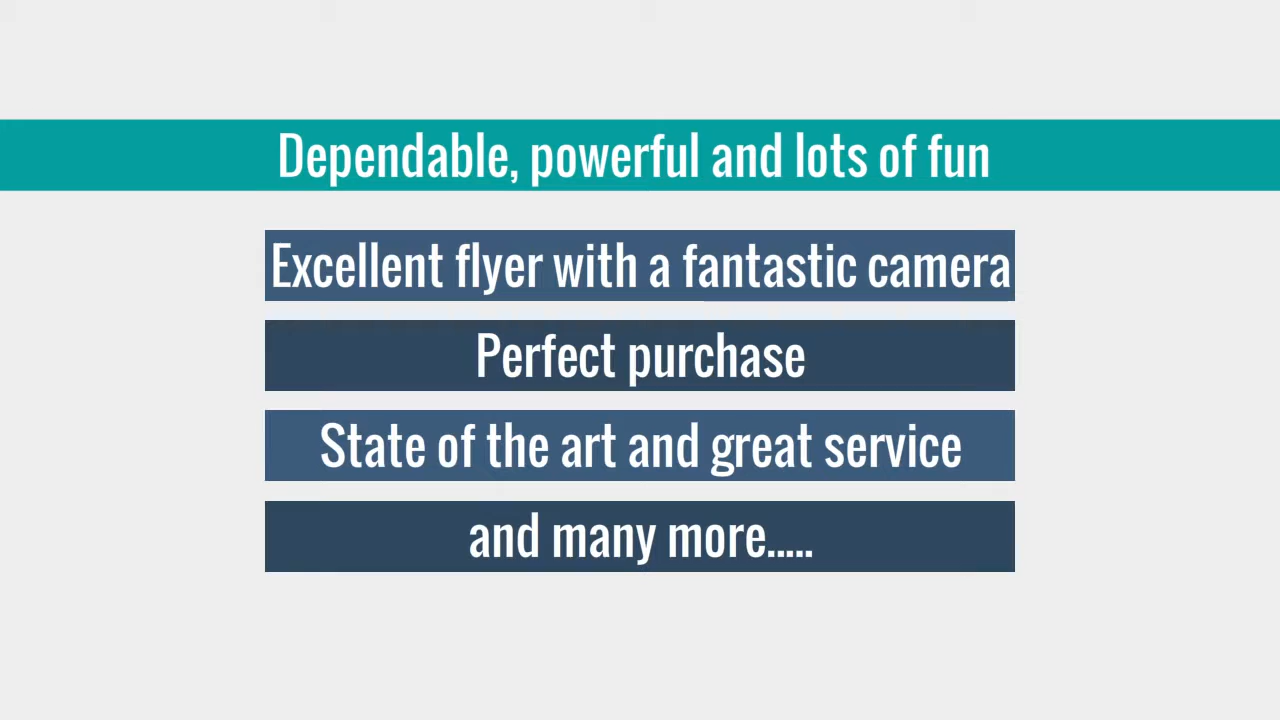 Dependable, powerful and lots of fun
Excellent flyer with a fantastic camera
Perfect purchase
State of the art and great service
and many more.....